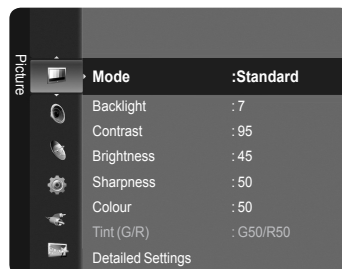 Picture
Mode :Standard
Backlight : 7
Contrast : 95
Brightness : 45
Sharpness : 50
Colour : 50
Tint (G/R) : G50/R50
Detailed Settings